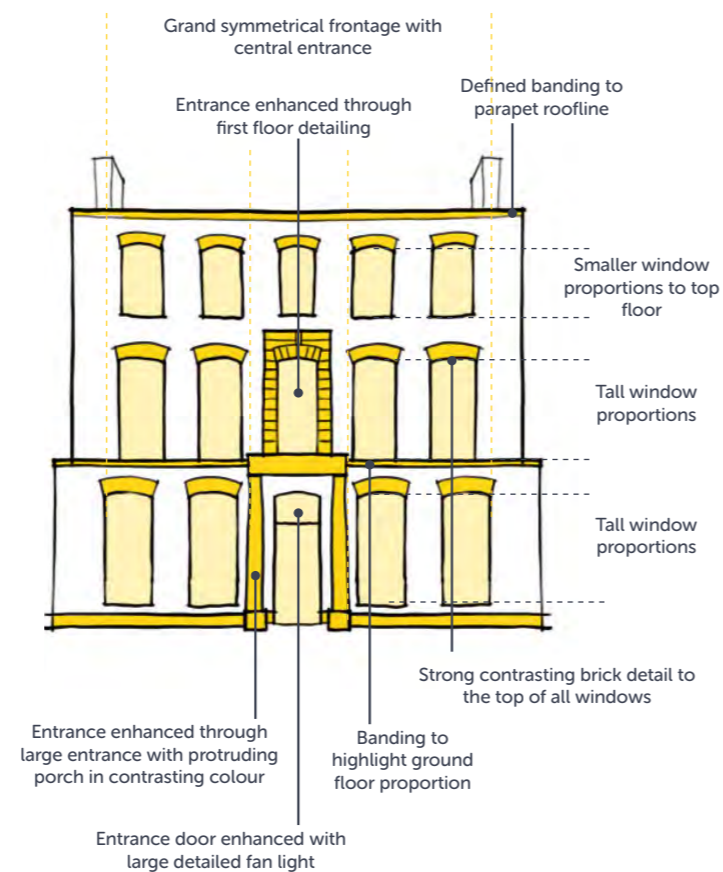 Grand symmetrical frontage with
central entrance
Defined banding to
parapet roofline
Entrance enhanced through
first floor detailing
Smaller window
proportions to top
floor
Tall window
proportions
Tall window
proportions
Strong contrasting brick detail to
the top of all windows
Entrance enhanced through
large entrance with protruding
porch in contrasting colour
Banding to
highlight ground
floor proportion
Entrance door enhanced with
large detailed fan light